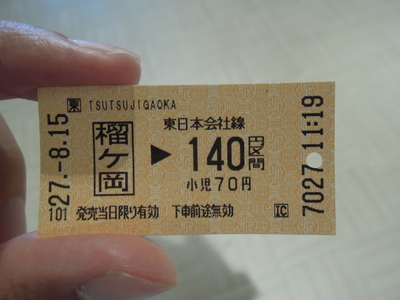 東 TSUTSUJIGAOKA
榴ケ岡
東日本会社線
▶ 140円区間
小児70円
27.-8.15
101 発売当日限り有効 下車前途無効 IC
7027 11:19